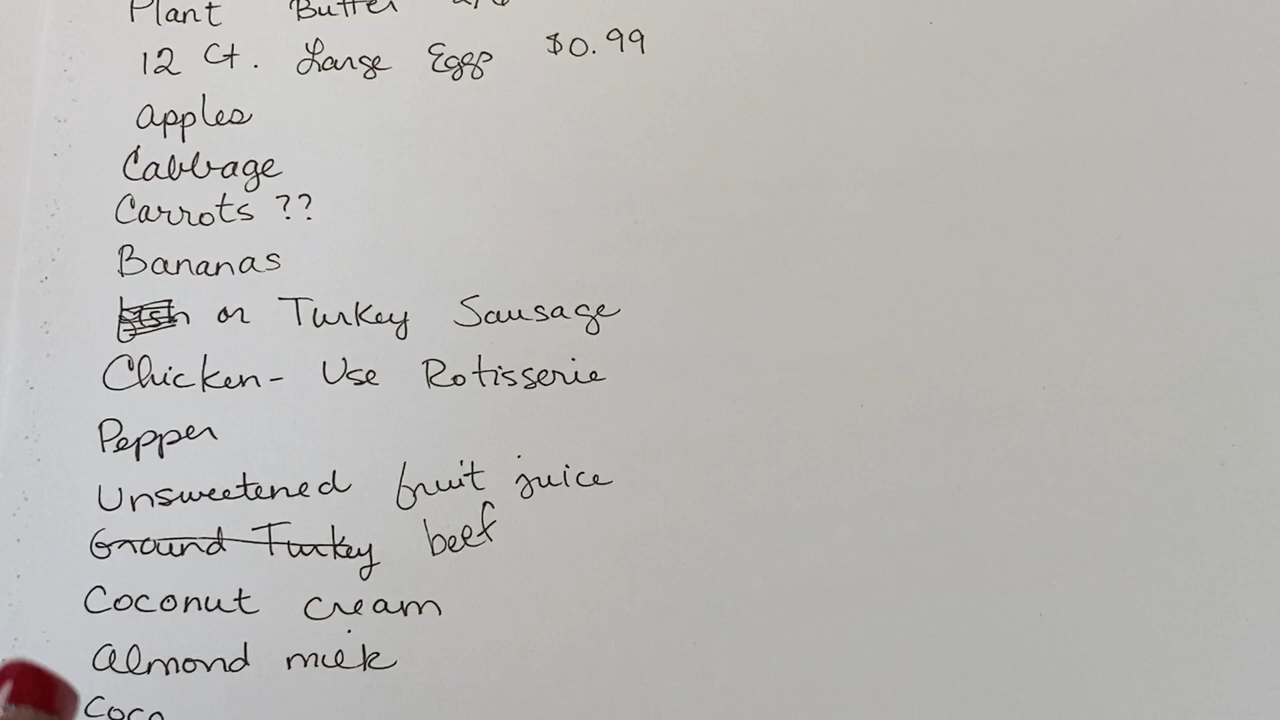 Plant Butter
12 Ct. Large Eggs $0.99
Apples
Cabbage
Carrots ??
Bananas
or Turkey Sausage
Chicken- Use Rotisserie
Pepper
Unsweetened fruit juice
Ground Turkey beef
Coconut cream
Almond milk
Coco